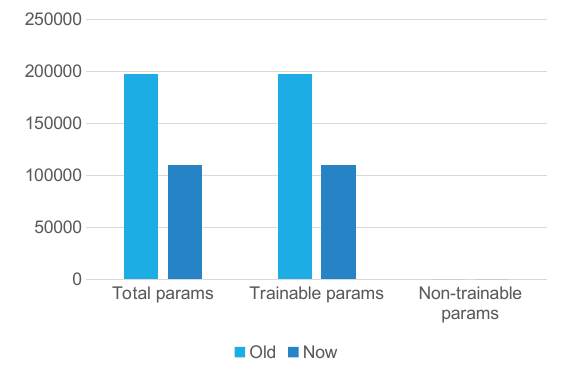 250000
200000
150000
100000
50000
0
Total params
Trainable params
Non-trainable
params
Old
Now